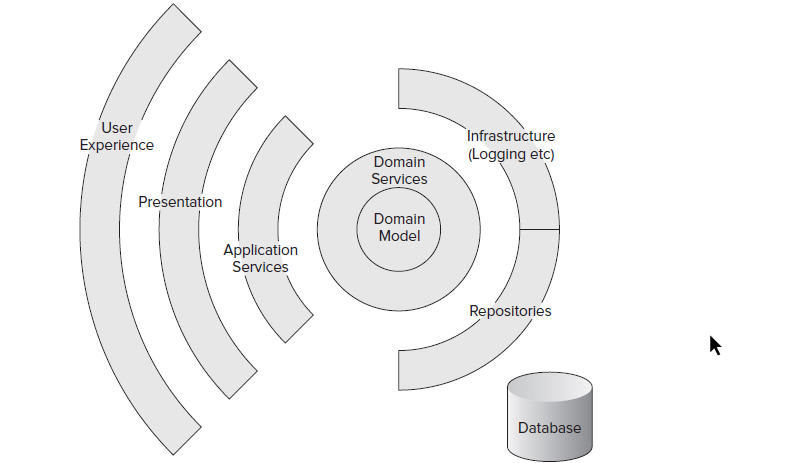 User
Experience
Presentation
Application
Services
Domain
Services
Domain
Model
Infrastructure
(Logging etc)
Repositories
Database